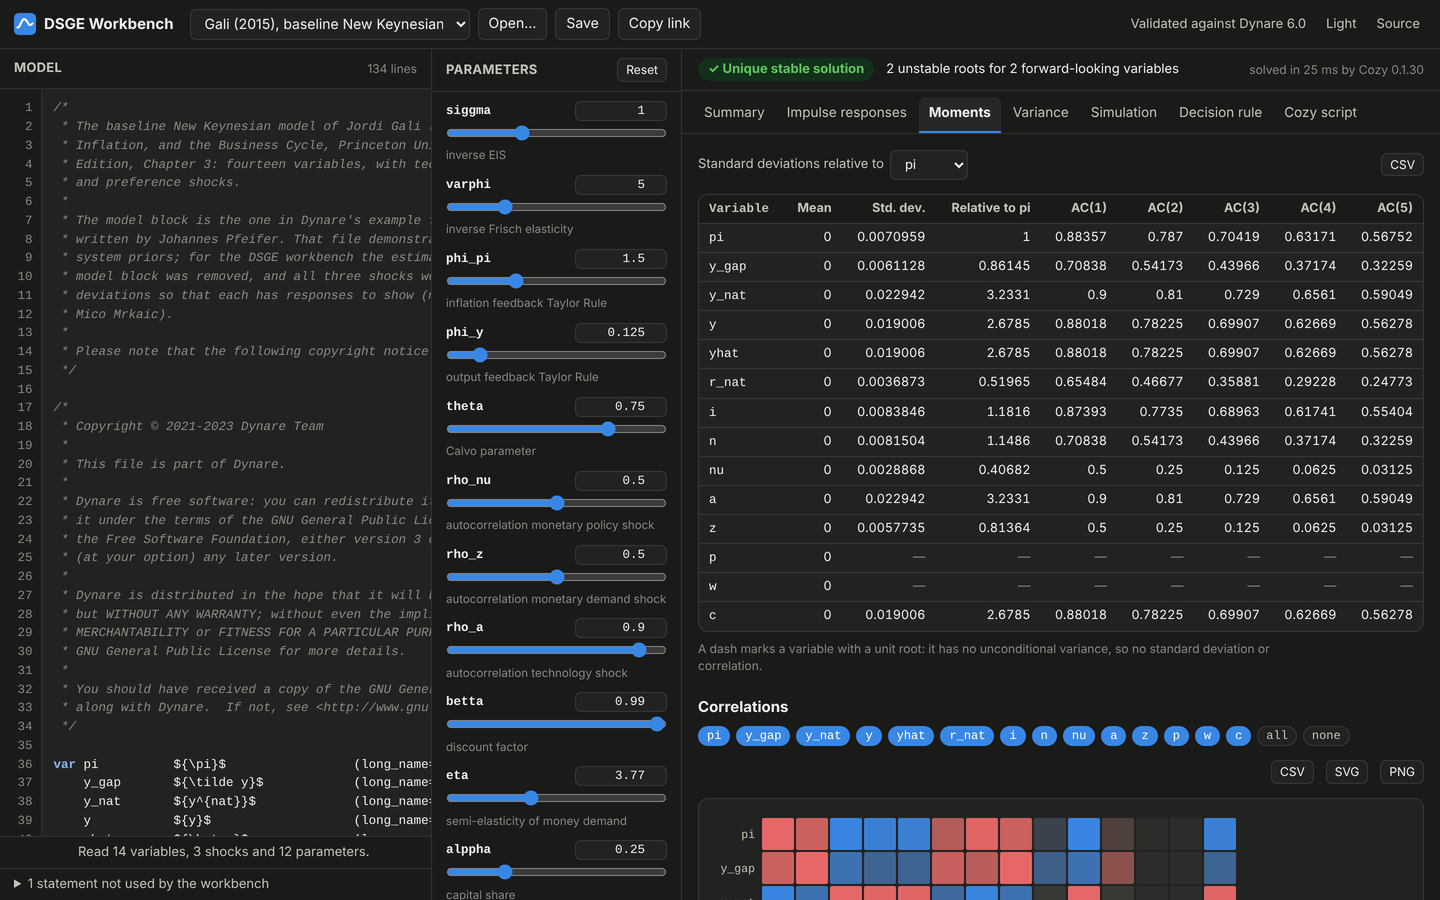 DSGE Workbench
Gali (2015), baseline New Keynesian
Open...
Save
Copy link
Validated against Dynare 6.0
Light
Source
MODEL
134 lines
1 /*
2 * The baseline New Keynesian model of Jordi Gali
3 * Inflation, and the Business Cycle, Princeton
4 * Edition, Chapter 3: fourteen variables, with
5 * and preference shocks.
6 *
7 * The model block is the one in Dynare's example
8 * written by Johannes Pfeifer. That file
9 * system priors; for the DSGE workbench the
10 * model block was removed, and all three shocks
11 * deviations so that each has responses to show
12 * Mico Mrkaic).
13 *
14 * Please note that the following copyright notice
15 */
16
17 /*
18 * Copyright © 2021-2023 Dynare Team
19 *
20 * This file is part of Dynare.
21 *
22 * Dynare is free software: you can redistribute
23 * it under the terms of the GNU General Public
24 * the Free Software Foundation, either version 3
25 * (at your option) any later version.
26 *
27 * Dynare is distributed in the hope that it will
28 * but WITHOUT ANY WARRANTY; without even the
29 * MERCHANTABILITY or FITNESS FOR A PARTICULAR
30 * GNU General Public License for more details.
31 *
32 * You should have received a copy of the GNU
33 * along with Dynare.  If not, see <http://www.gnu
34 */
35
36 var pi ${\pi}$ (long_name=
37 y_gap ${\tilde y}$ (long_name=
38 y_nat ${y^{nat}}$ (long_name=
39 y ${y}$ (long_name=
Read 14 variables, 3 shocks and 12 parameters.
▶ 1 statement not used by the workbench
PARAMETERS
Reset
siggma 1
inverse EIS
varphi 5
inverse Frisch elasticity
phi_pi 1.5
inflation feedback Taylor Rule
phi_y 0.125
output feedback Taylor Rule
theta 0.75
Calvo parameter
rho_nu 0.5
autocorrelation monetary policy shock
rho_z 0.5
autocorrelation monetary demand shock
rho_a 0.9
autocorrelation technology shock
betta 0.99
discount factor
eta 3.77
semi-elasticity of money demand
alppha 0.25
capital share
✓ Unique stable solution
2 unstable roots for 2 forward-looking variables
solved in 25 ms by Cozy 0.1.30
Summary Impulse responses Moments Variance Simulation Decision rule Cozy script
Standard deviations relative to pi
CSV
Variable Mean Std. dev. Relative to pi AC(1) AC(2) AC(3) AC(4) AC(5)
pi 0 0.0070959 1 0.88357 0.787 0.70419 0.63171 0.56752
y_gap 0 0.0061128 0.86145 0.70838 0.54173 0.43966 0.37174 0.32259
y_nat 0 0.022942 3.2331 0.9 0.81 0.729 0.6561 0.59049
y 0 0.019006 2.6785 0.88018 0.78225 0.69907 0.62669 0.56278
yhat 0 0.019006 2.6785 0.88018 0.78225 0.69907 0.62669 0.56278
r_nat 0 0.0036873 0.51965 0.65484 0.46677 0.35881 0.29228 0.24773
i 0 0.0083846 1.1816 0.87393 0.7735 0.68963 0.61741 0.55404
n 0 0.0081504 1.1486 0.70838 0.54173 0.43966 0.37174 0.32259
nu 0 0.0028868 0.40682 0.5 0.25 0.125 0.0625 0.03125
a 0 0.022942 3.2331 0.9 0.81 0.729 0.6561 0.59049
z 0 0.0057735 0.81364 0.5 0.25 0.125 0.0625 0.03125
p 0 — — — — — — —
w 0 — — — — — — —
c 0 0.019006 2.6785 0.88018 0.78225 0.69907 0.62669 0.56278
A dash marks a variable with a unit root: it has no unconditional variance, so no standard deviation or
correlation.
Correlations
pi y_gap y_nat y yhat r_nat i n nu a z p w c all none
CSV SVG PNG
pi
y_gap